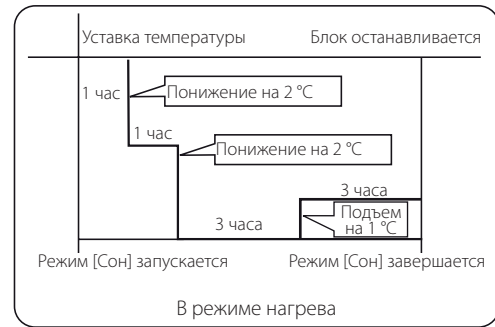 Уставка температуры
Блок останавливается
1 час
Понижение на 2 °C
1 час
Понижение на 2 °C
3 часа
3 часа
Подъем
на 1 °C
Режим [Сон] запускается
Режим [Сон] завершается
В режиме нагрева